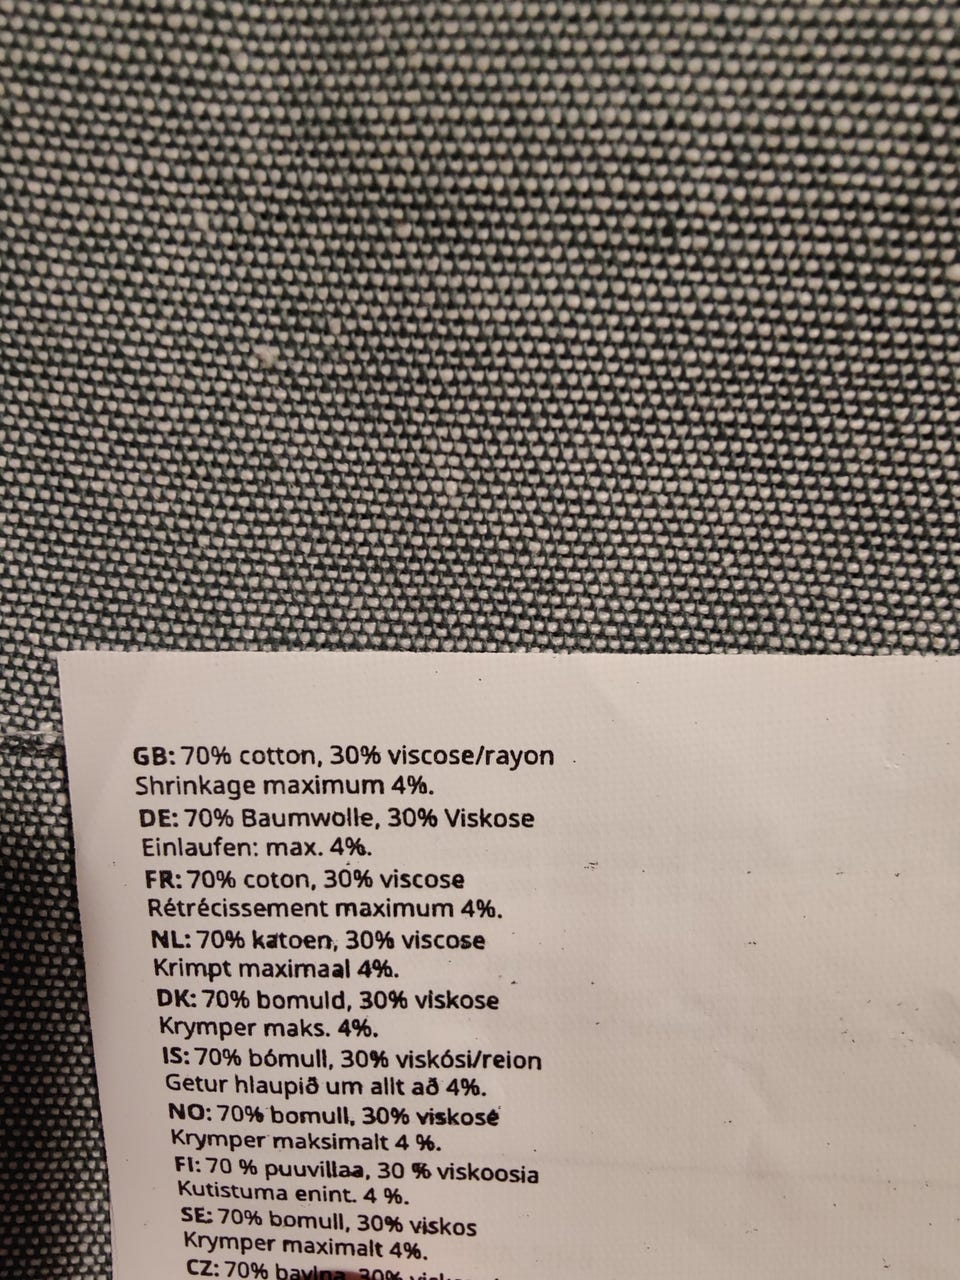 GB: 70% cotton, 30% viscose/rayon
Shrinkage maximum 4%.
DE: 70% Baumwolle, 30% Viskose
Einlaufen: max. 4%.
FR: 70% coton, 30% viscose
Rétrécissement maximum 4%.
NL: 70% katoen, 30% viscose
Krimpt maximaal 4%.
DK: 70% bomuld, 30% viskose
Krymper maks. 4%.
IS: 70% bómull, 30% viskósi/reion
Getur hlaupið um allt að 4%.
NO: 70% bomull, 30% viskose
Krymper maksimalt 4 %.
FI: 70 % puuvillaa, 30 % viskoosia
Kutistuma enint. 4 %.
SE: 70% bomull, 30% viskos
Krymper maximalt 4%.
CZ: 70% bavlna 30%